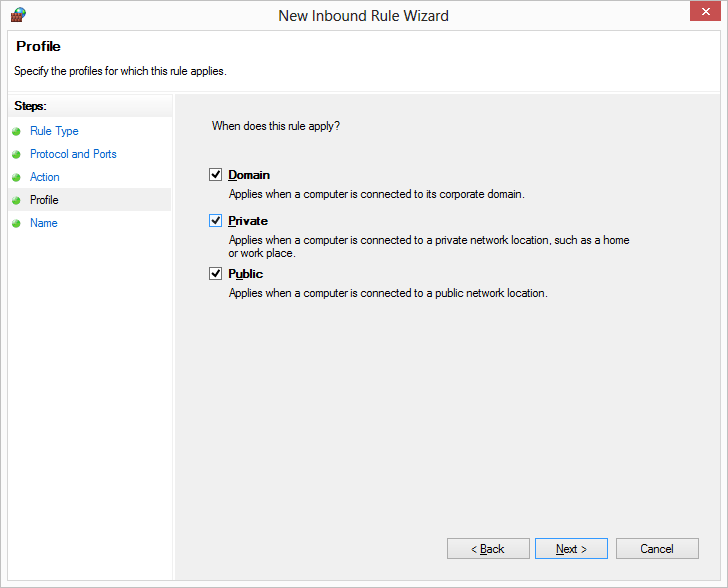 New Inbound Rule Wizard
Profile
Specify the profiles for which this rule applies.
Steps:
Rule Type
Protocol and Ports
Action
Profile
Name
When does this rule apply?
Domain
Applies when a computer is connected to its corporate domain.
Private
Applies when a computer is connected to a private network location, such as a home
or work place.
Public
Applies when a computer is connected to a public network location.
< Back
Next >
Cancel